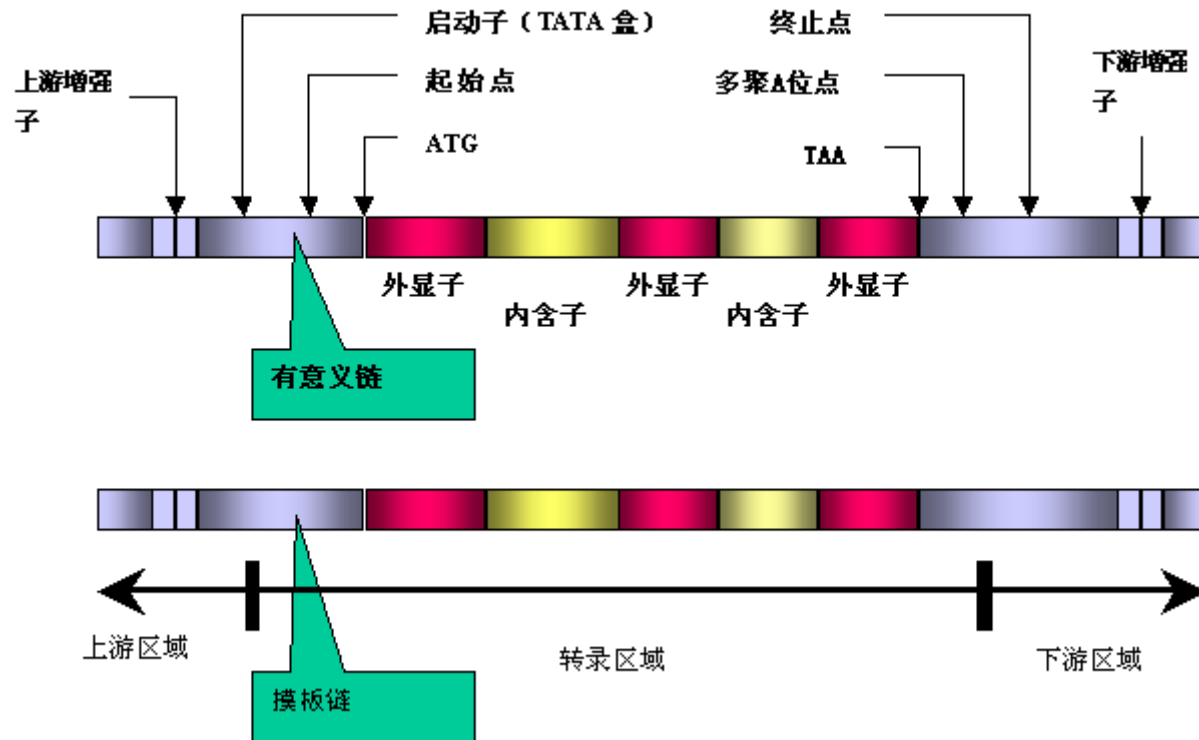 启动子（TATA 盒）
终止点
上游增强
子
起始点
多聚A位点
下游增强
子
ATG
TAA
外显子
外显子
外显子
内含子
内含子
有意义链
上游区域
转录区域
下游区域
摸板链